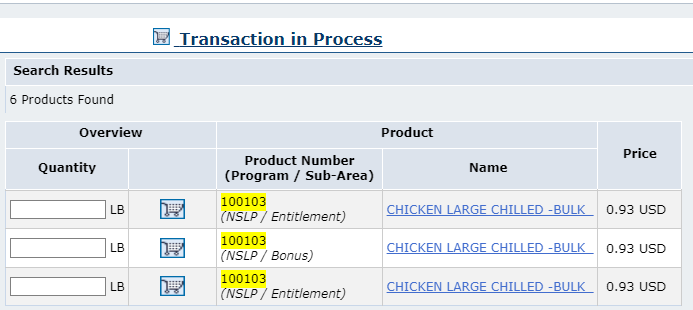 Transaction in Process
Search Results
6 Products Found
Overview Product Price
Quantity Product Number (Program / Sub-Area) Name
LB 100103 CHICKEN LARGE CHILLED -BULK 0.93 USD
(NSLP / Entitlement)
LB 100103 CHICKEN LARGE CHILLED -BULK 0.93 USD
(NSLP / Bonus)
LB 100103 CHICKEN LARGE CHILLED -BULK 0.93 USD
(NSLP / Entitlement)